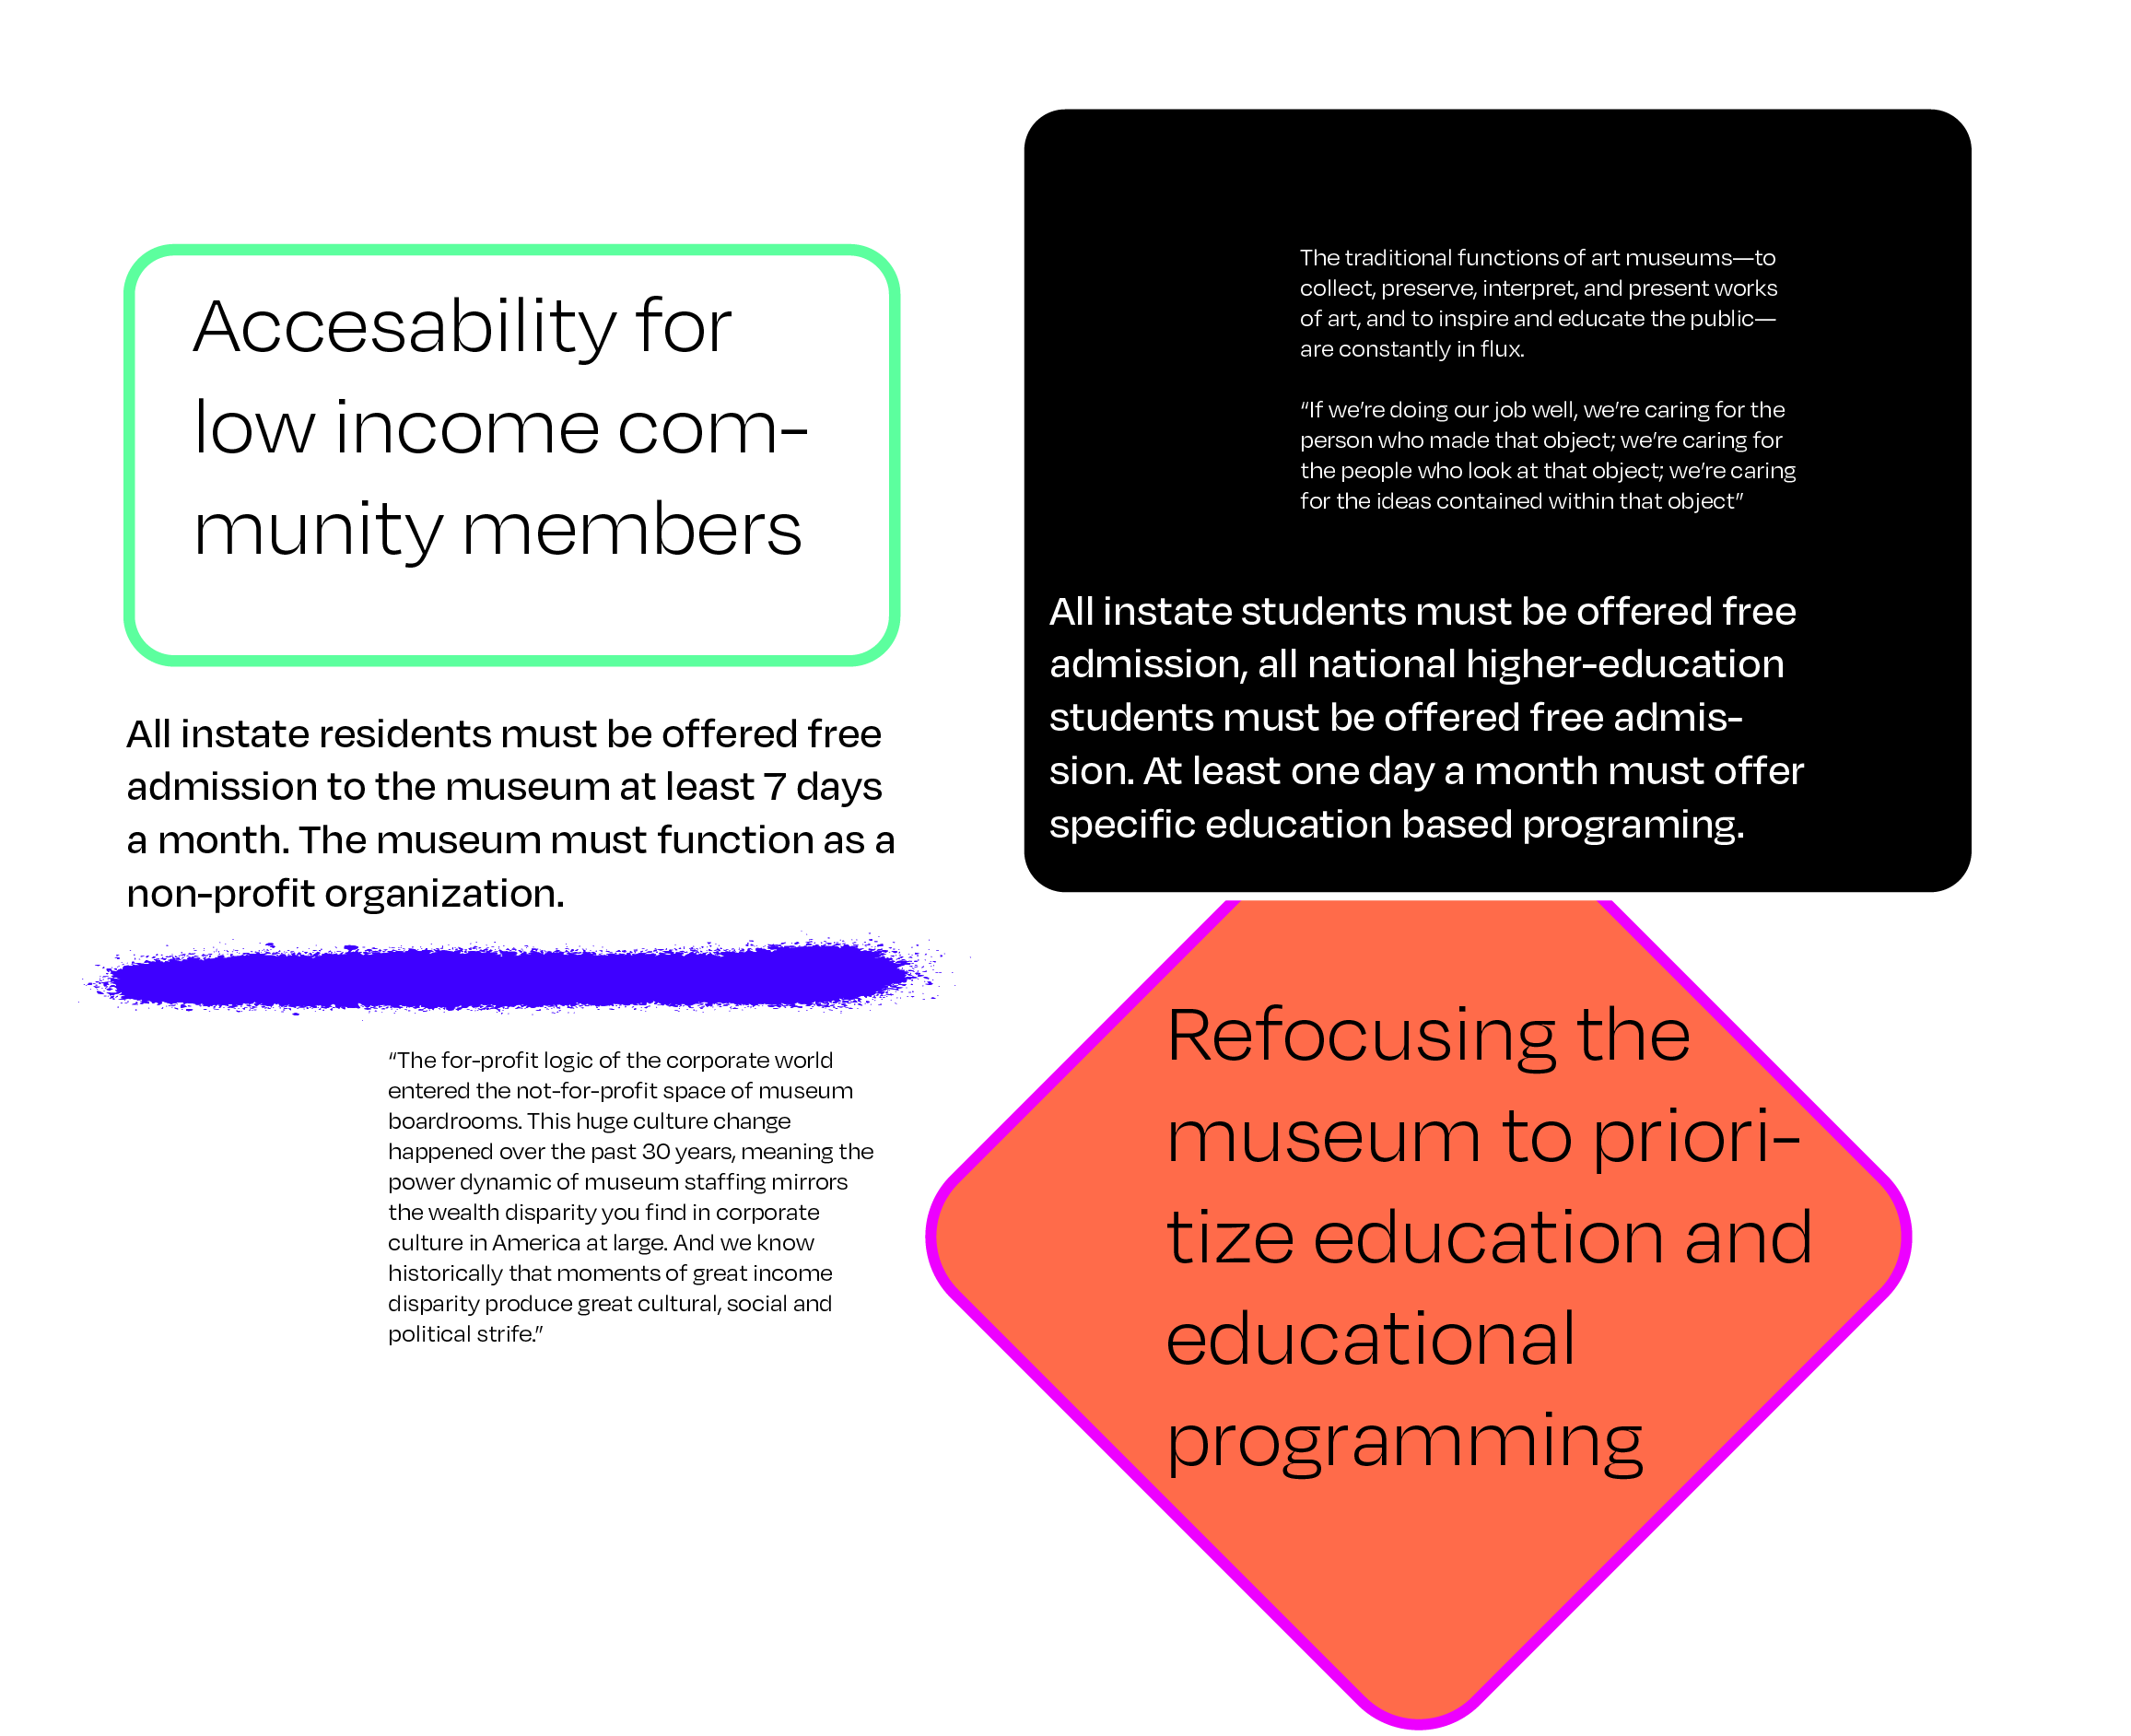 Accesability for
low income com-
munity members
All instate residents must be offered free
admission to the museum at least 7 days
a month. The museum must function as a
non-profit organization.
“The for-profit logic of the corporate world
entered the not-for-profit space of museum
boardrooms. This huge culture change
happened over the past 30 years, meaning the
power dynamic of museum staffing mirrors
the wealth disparity you find in corporate
culture in America at large. And we know
historically that moments of great income
disparity produce great cultural, social and
political strife.”
The traditional functions of art museums—to
collect, preserve, interpret, and present works
of art, and to inspire and educate the public—
are constantly in flux.
“If we’re doing our job well, we’re caring for the
person who made that object; we’re caring for
the people who look at that object; we’re caring
for the ideas contained within that object”
All instate students must be offered free
admission, all national higher-education
students must be offered free admis-
sion. At least one day a month must offer
specific education based programing.
Refocusing the
museum to priori-
tize education and
educational
programming